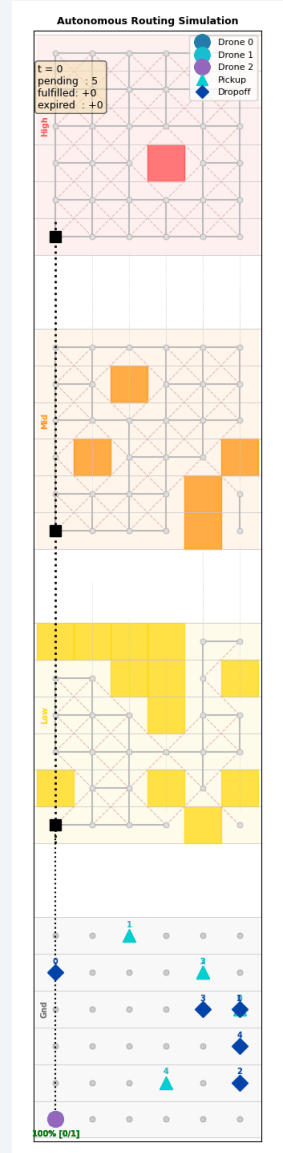 Autonomous Routing Simulation
t = 0
pending : 5
fulfilled: +0
expired : +0
Drone 0
Drone 1
Drone 2
Pickup
Dropoff
High
Mid
Low
Gnd
1
0
3
4
4
2
100% [0/1]